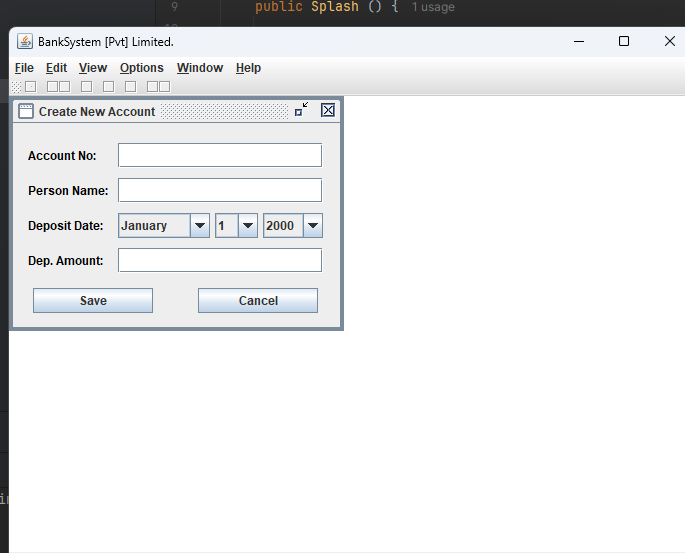 9 public Splash () { 1 usage
BankSystem [Pvt] Limited.
File Edit View Options Window Help
Create New Account
Account No:
Person Name:
Deposit Date: January 1 2000
Dep. Amount:
Save Cancel
in